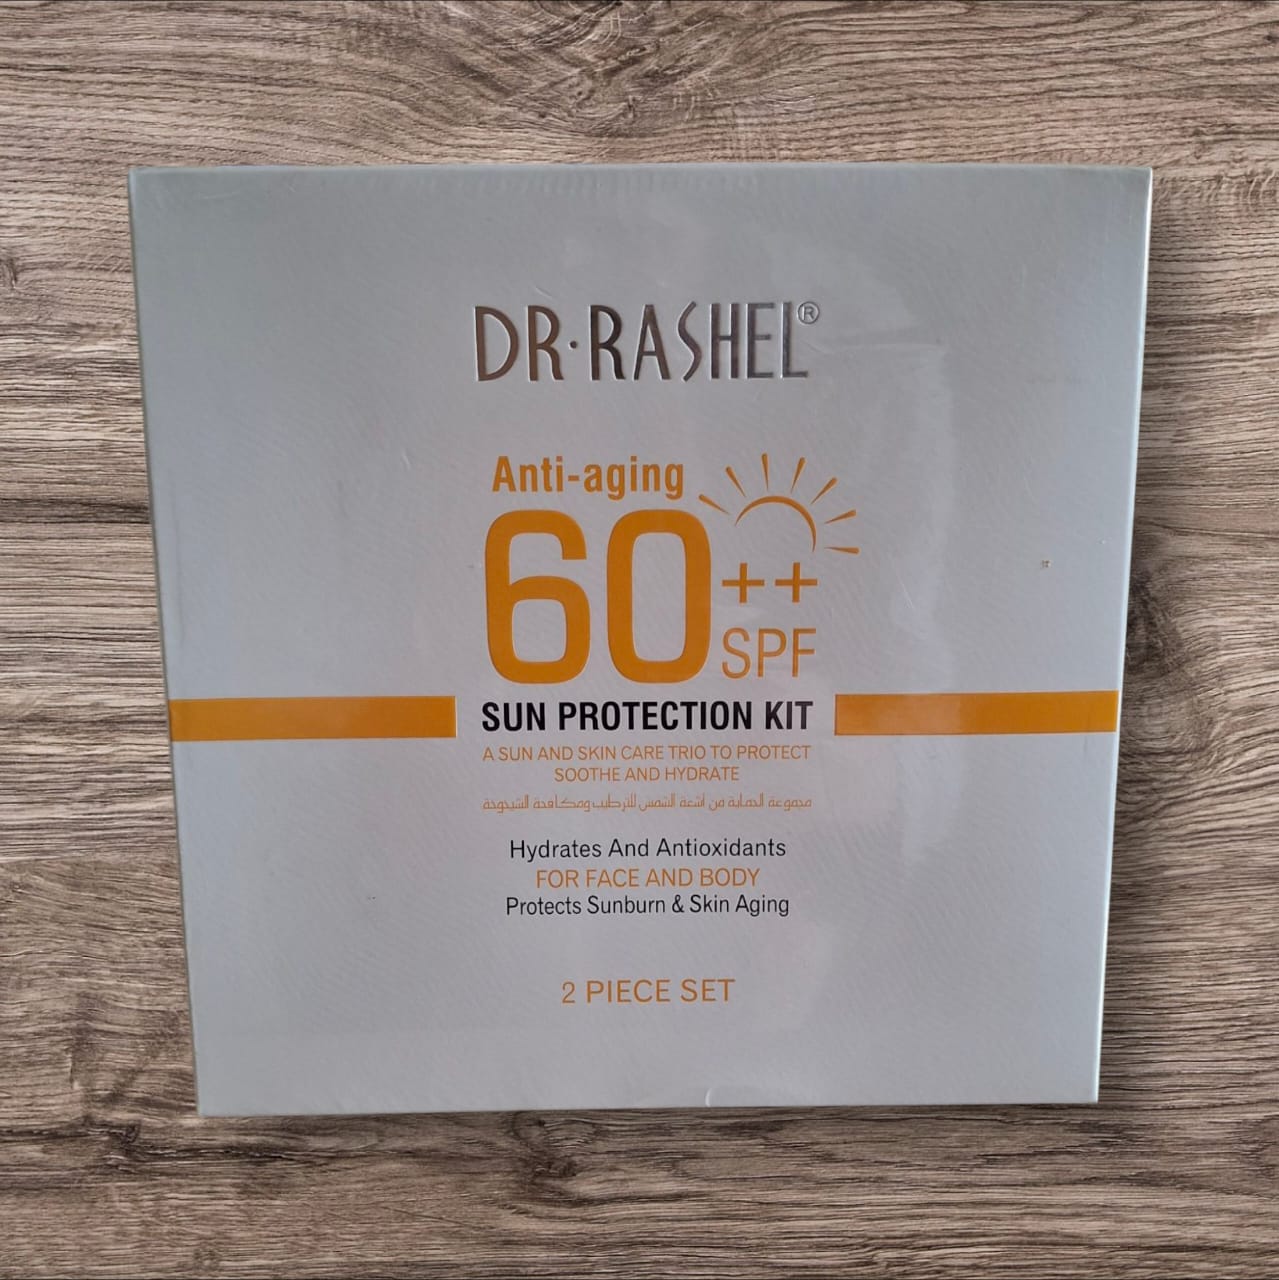 DR·RASHEL®
Anti-aging
60++
SPF
SUN PROTECTION KIT
A SUN AND SKIN CARE TRIO TO PROTECT
SOOTHE AND HYDRATE
مجموعة الحماية من اشعة الشمس للترطيب ومكافحة الشيخوخة
Hydrates And Antioxidants
FOR FACE AND BODY
Protects Sunburn & Skin Aging
2 PIECE SET